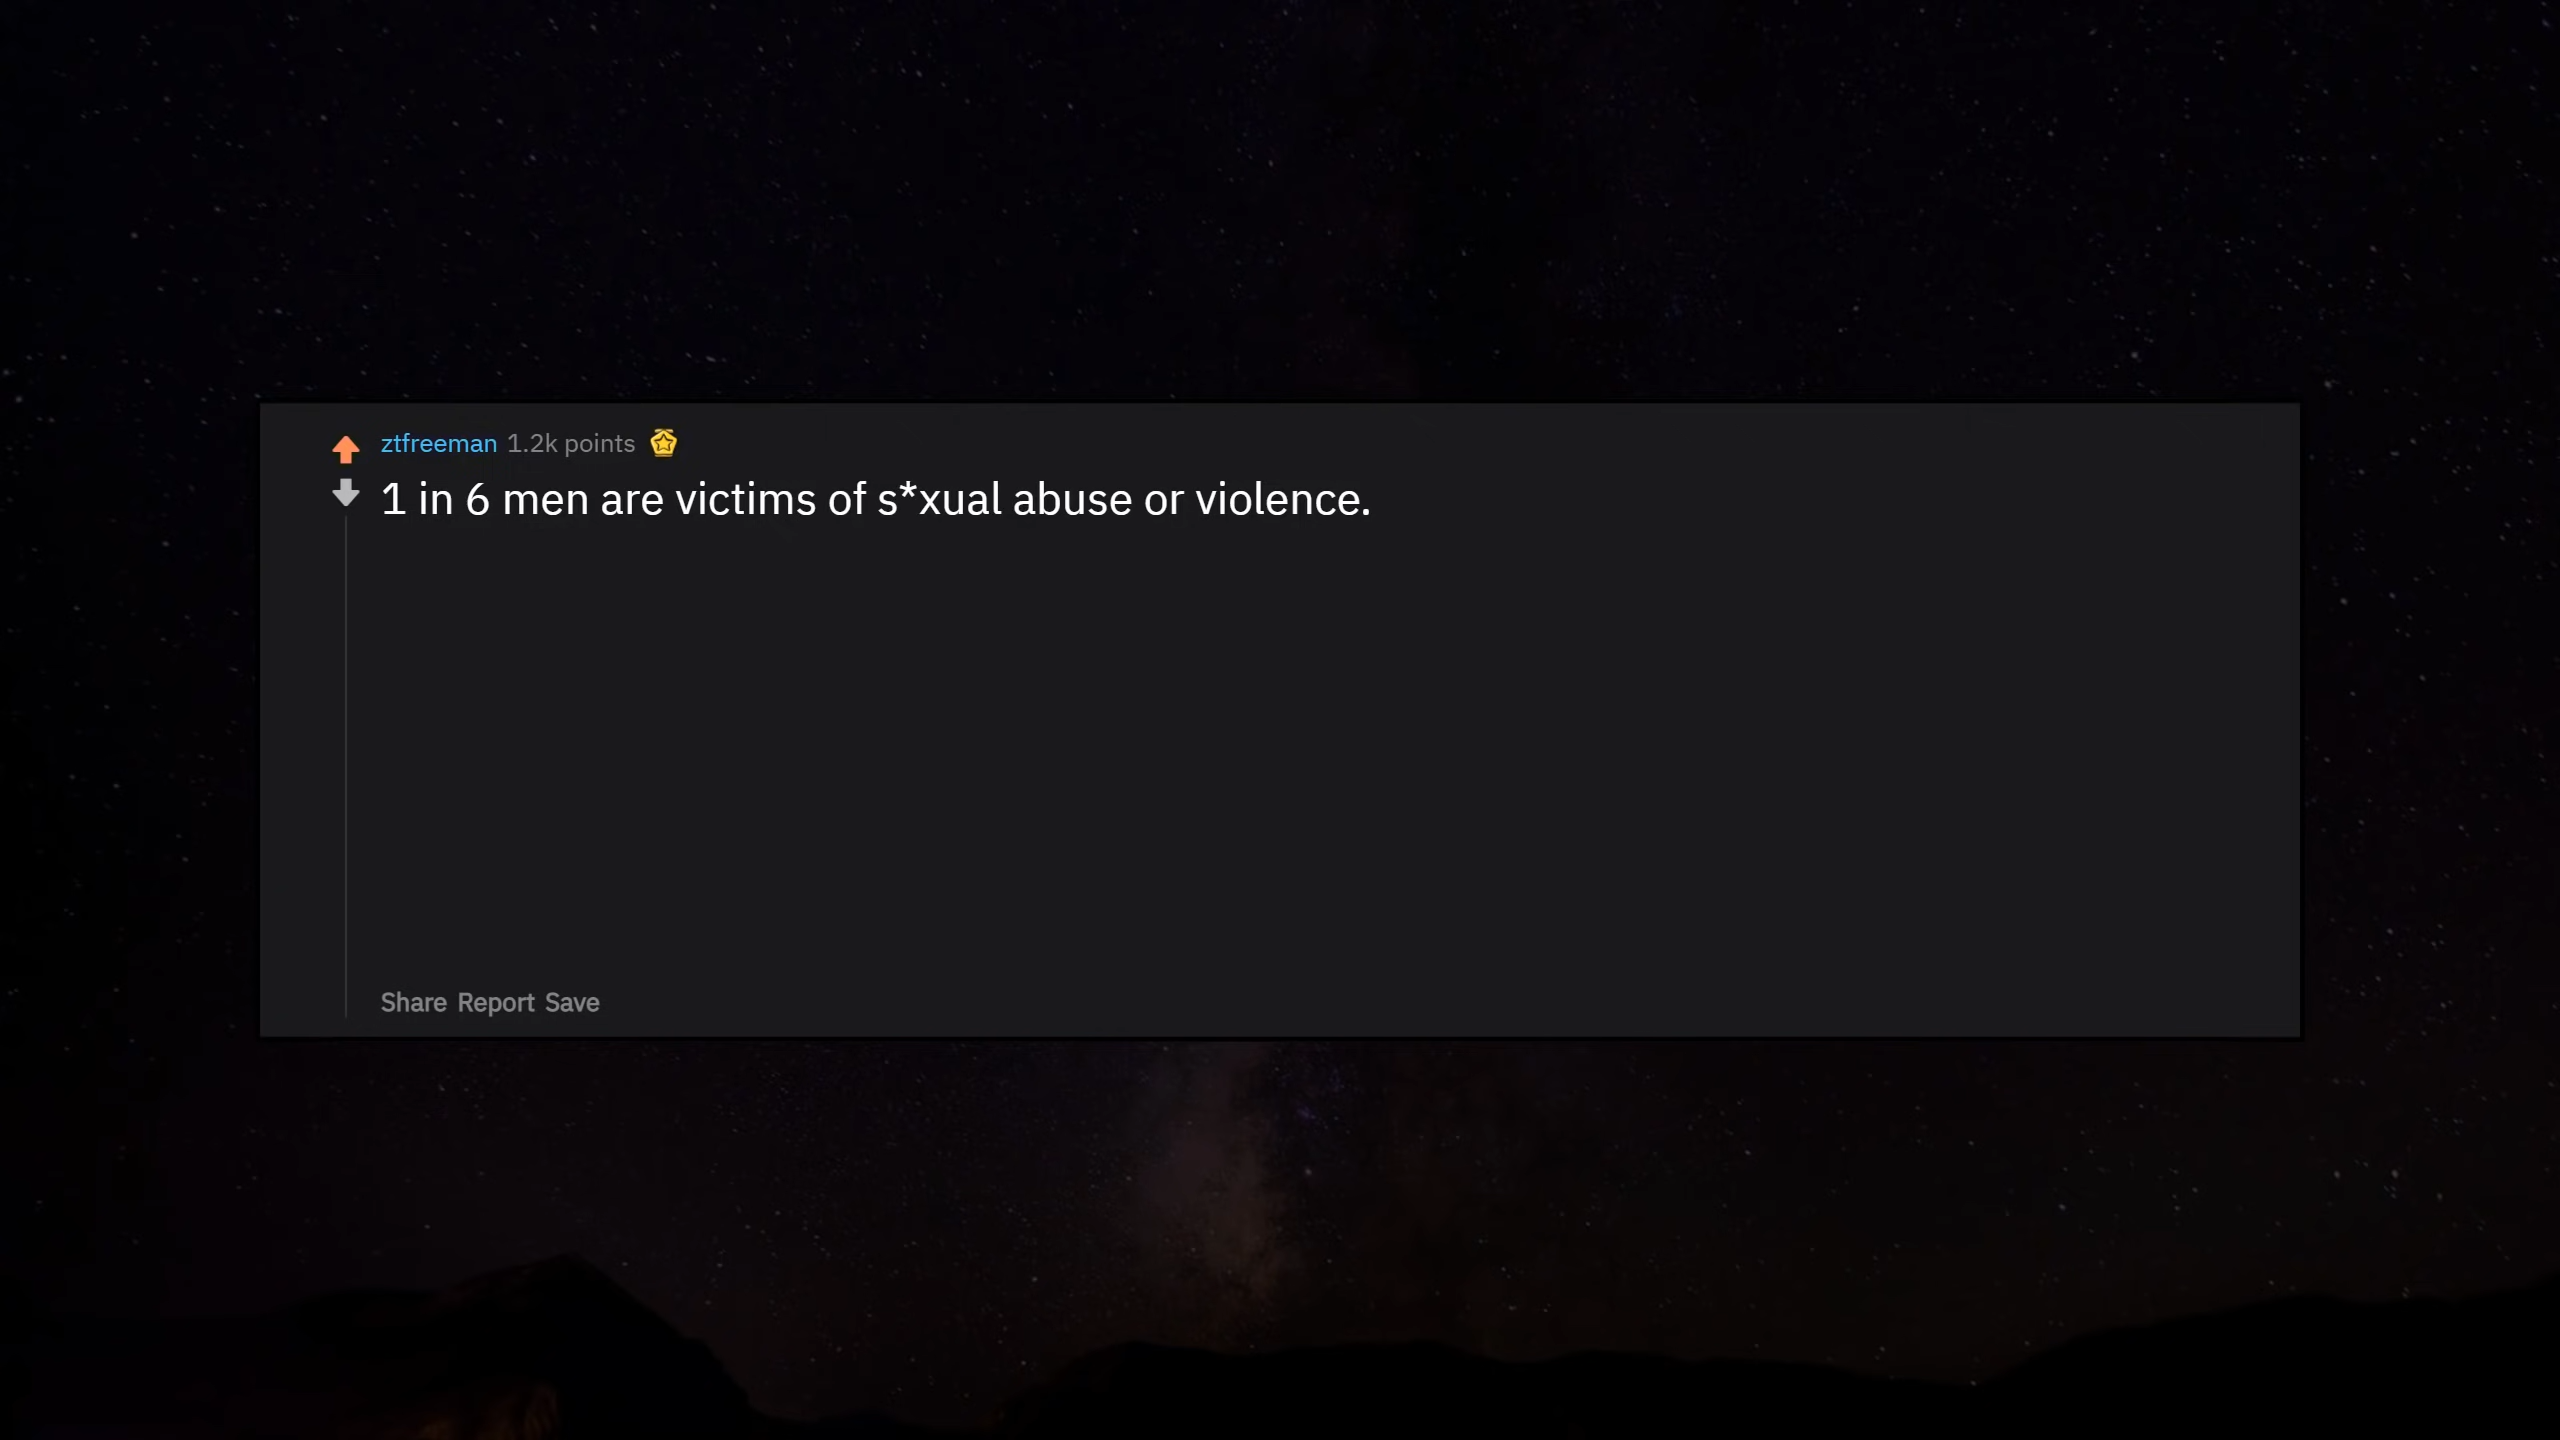 ztfreeman 1.2k points
1 in 6 men are victims of s*xual abuse or violence.
Share Report Save